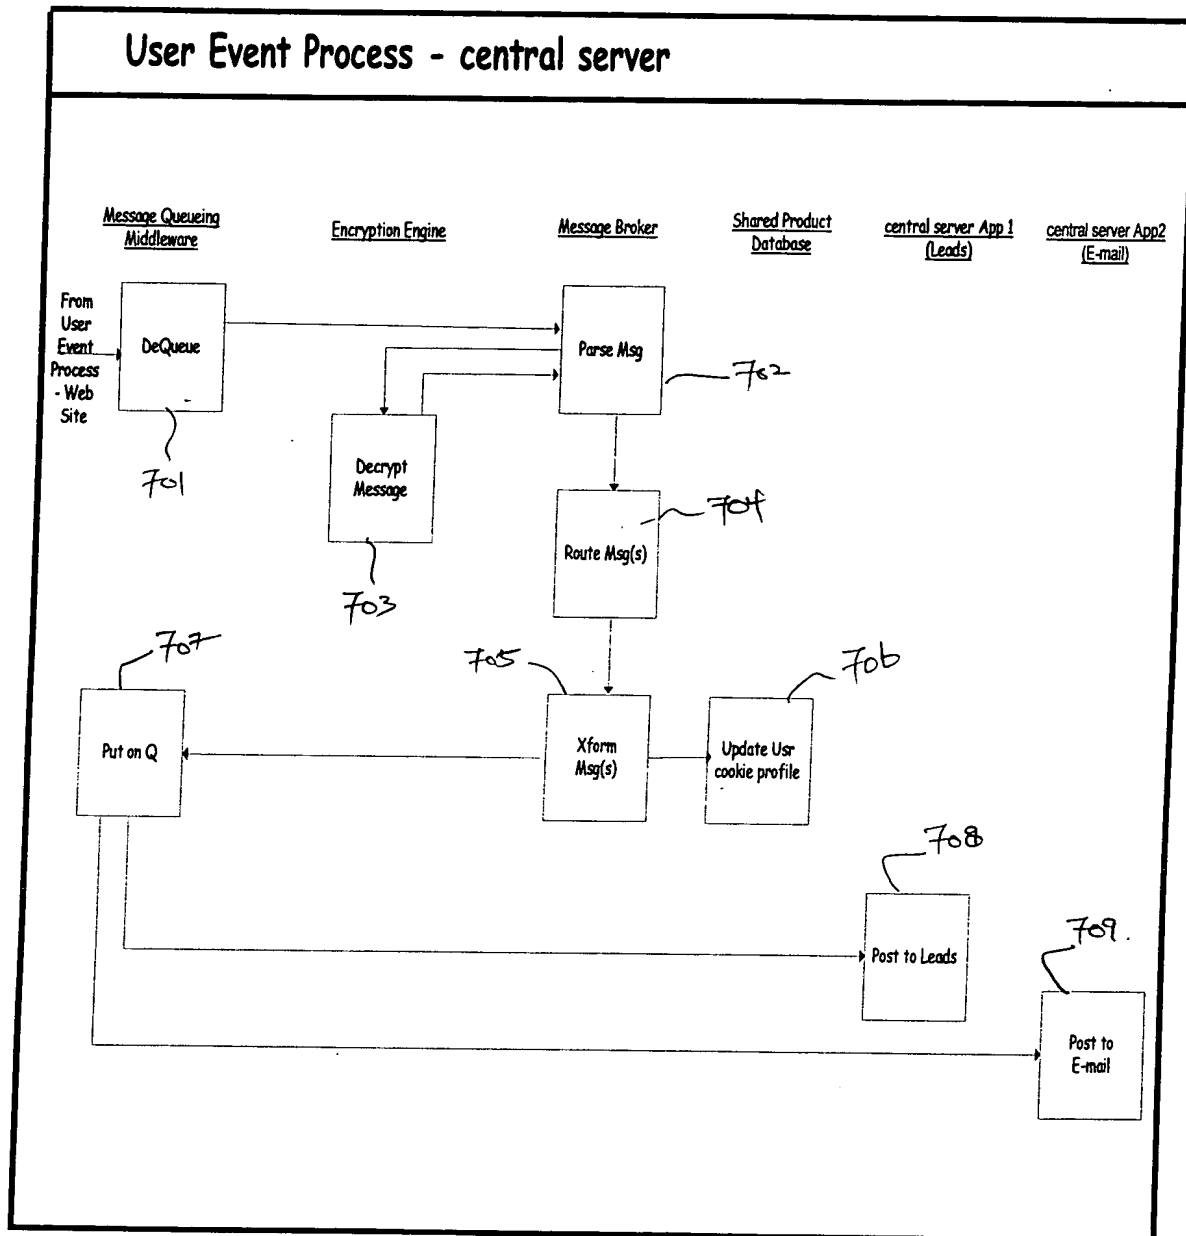 User Event Process - central server
Message Queueing
Middleware
Encryption Engine
Message Broker
Shared Product
Database
central server App 1
(Leads)
central server App2
(E-mail)
From
User
Event
Process
- Web
Site
DeQueue
Parse Msg
702
701
Decrypt
Message
703
704
Route Msg(s)
707
705
706
Put on Q
Xform
Msg(s)
Update Usr
cookie profile
708
Post to Leads
709.
Post to
E-mail